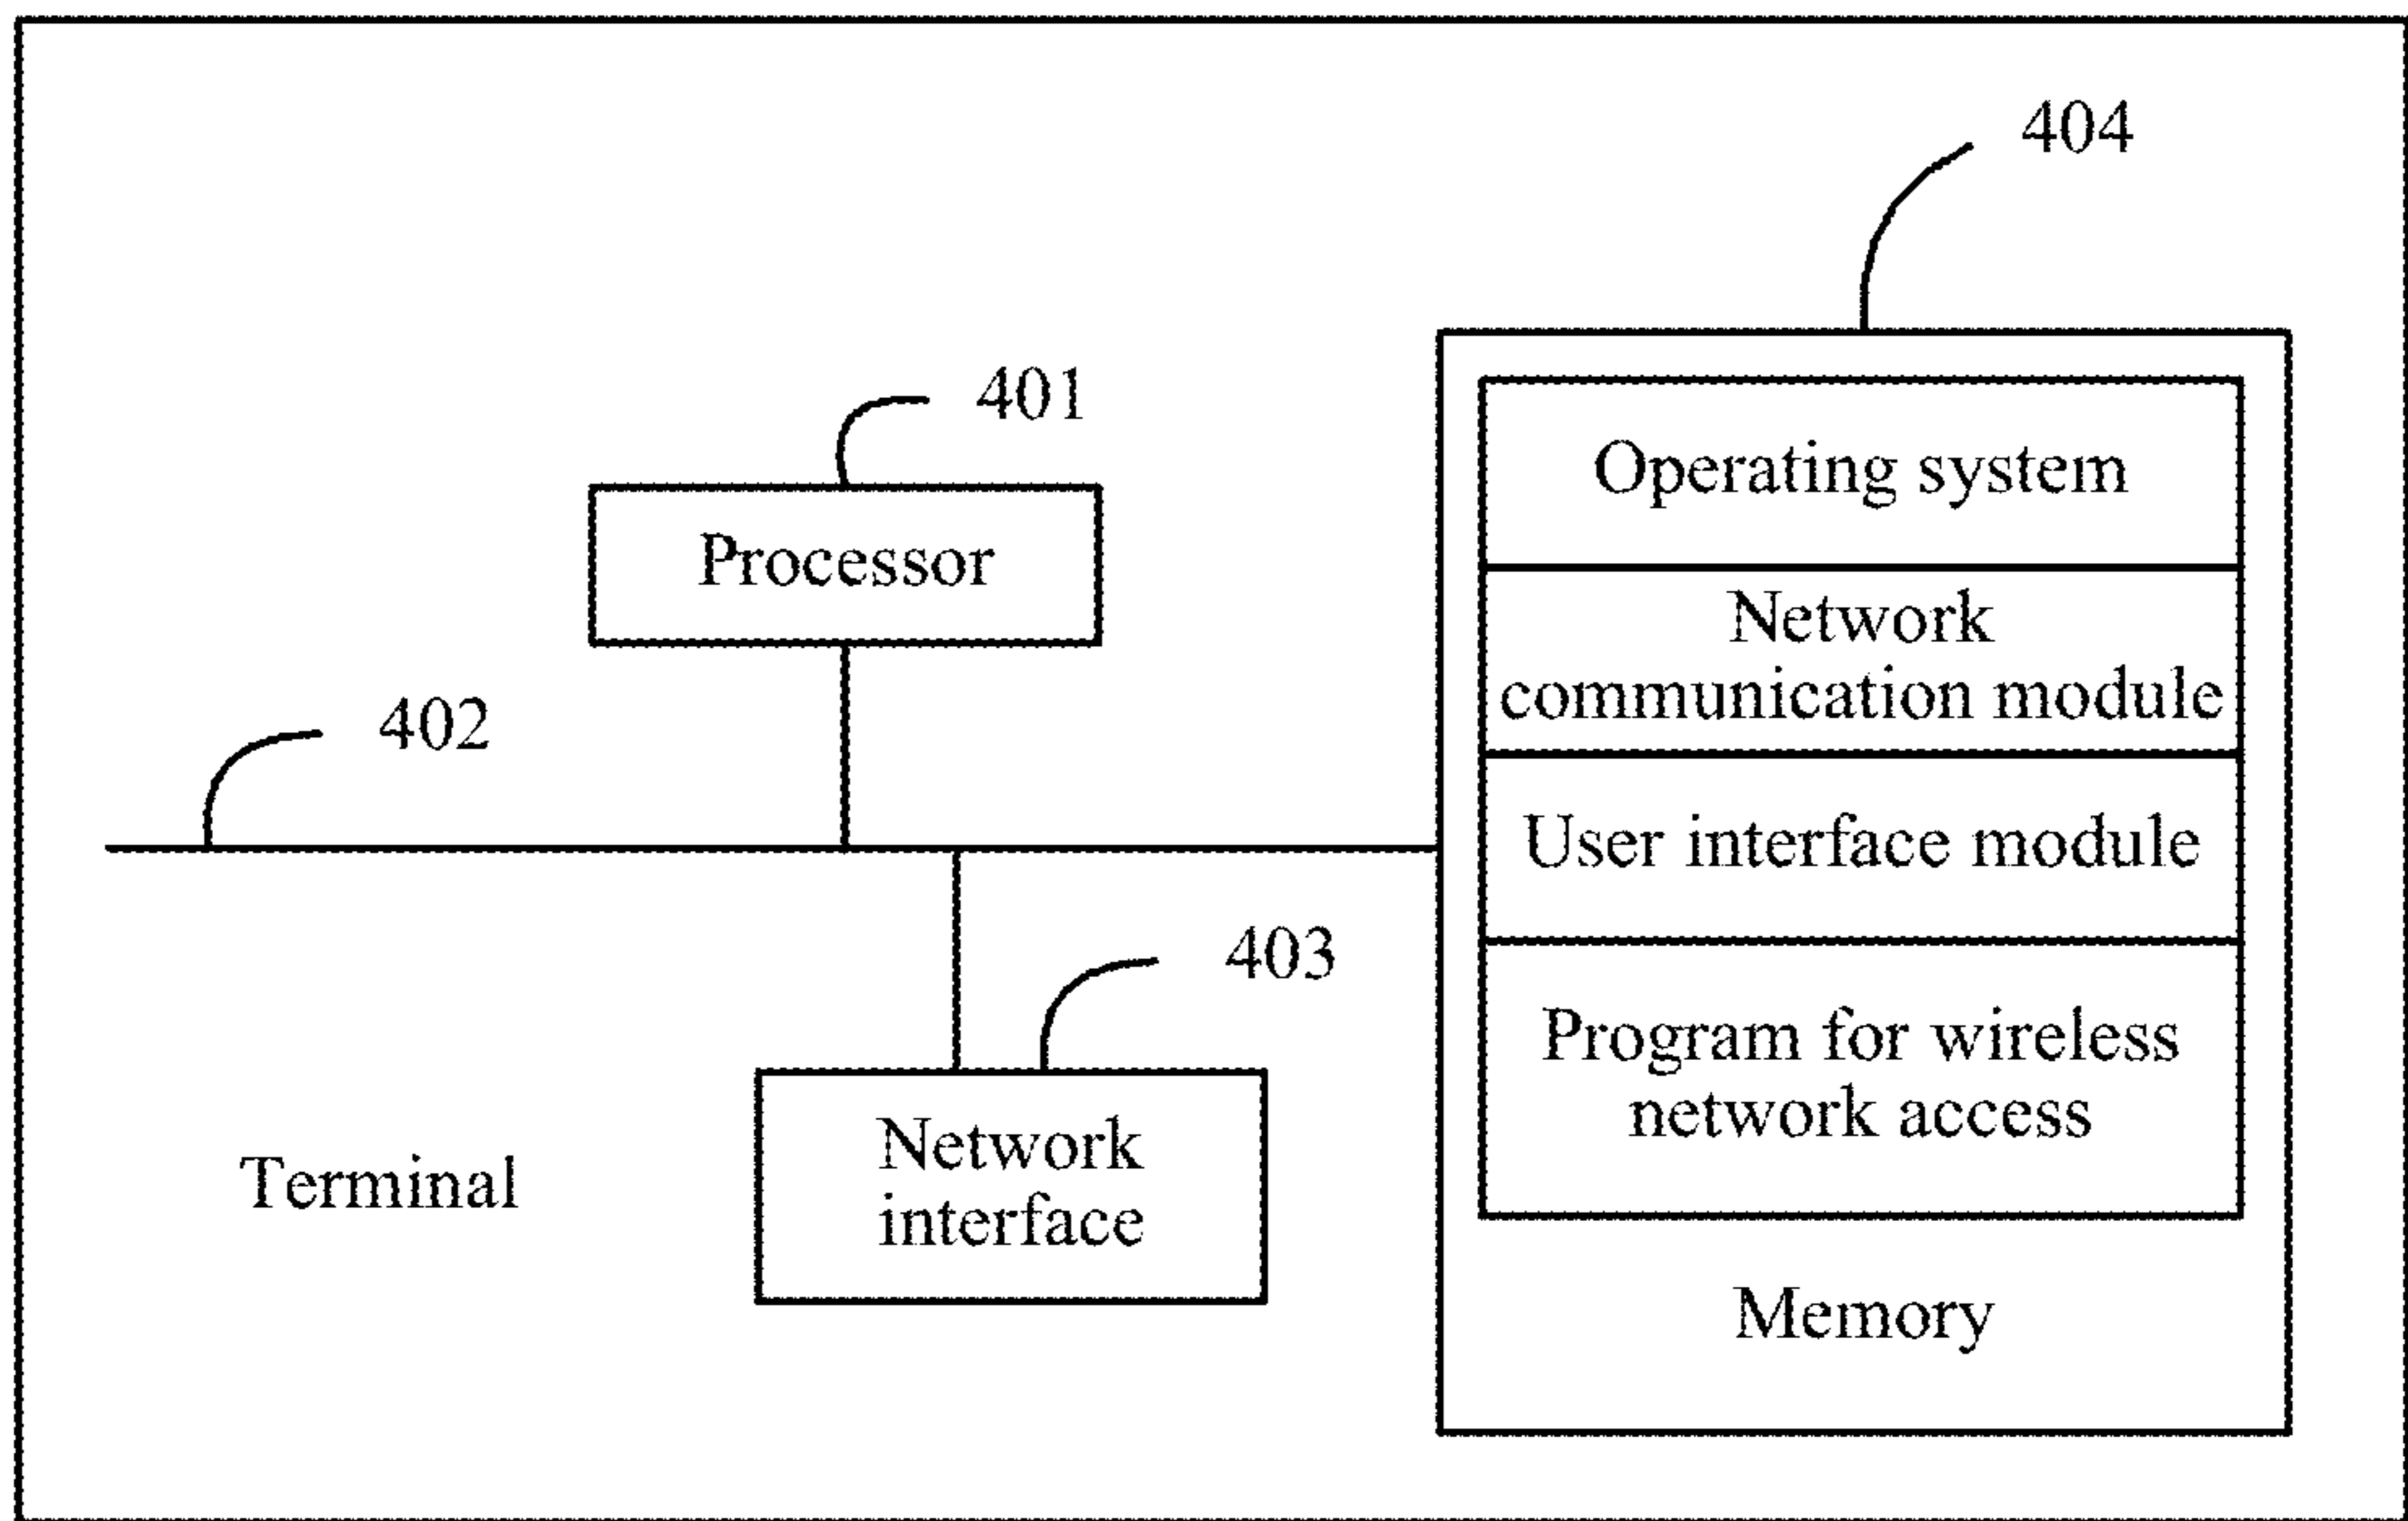 404
401
Operating system
Processor
Network
communication module
402
User interface module
403
Program for wireless
network access
Network
interface
Terminal
Memory